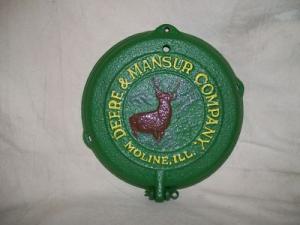 DEERE & MANSUR COMPANY.
MOLINE, ILL.